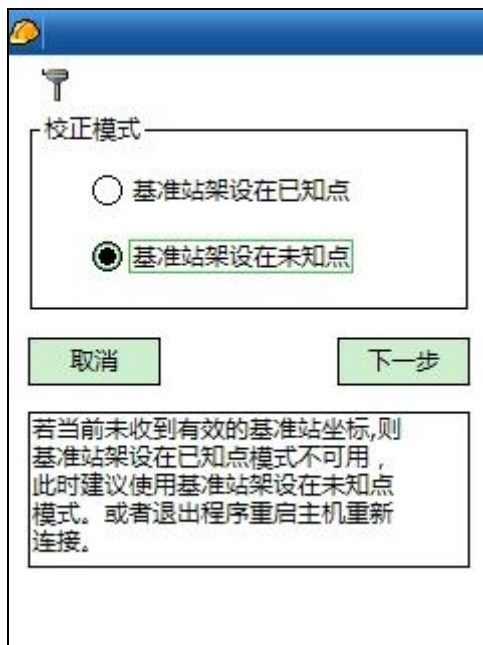 校正模式
基准站架设在已知点
基准站架设在未知点
取消
下一步
若当前未收到有效的基准站坐标,则
基准站架设在已知点模式不可用，
此时建议使用基准站架设在未知点
模式。或者退出程序重启主机重新
连接。